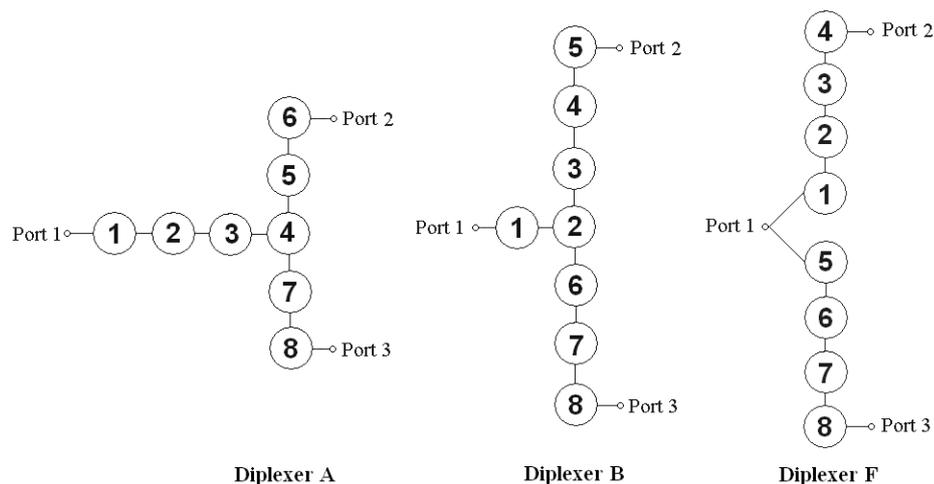 6 Port 2
5
Port 1 1 2 3 4
7
8 Port 3
Diplexer A
5 Port 2
4
3
Port 1 1 2
6
7
8 Port 3
Diplexer B
4 Port 2
3
2
1
Port 1
5
6
7
8 Port 3
Diplexer F